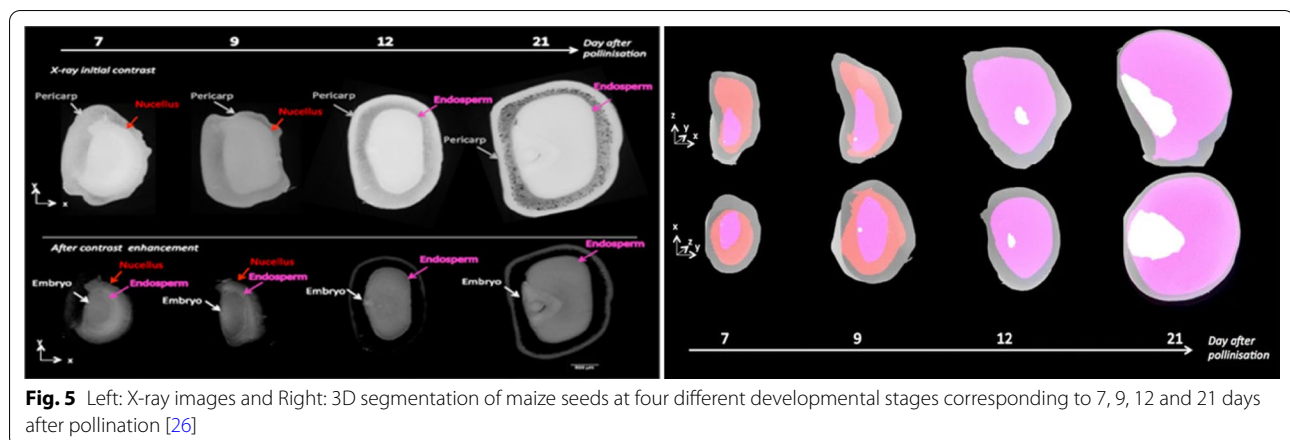 7 9 12 21 Day after
pollinisation
X-ray initial contrast
Pericarp Pericarp Nucellus Pericarp Endosperm Endosperm
Nucellus
Pericarp
y
x
After contrast enhancement
Endosperm
Nucellus Nucellus Endosperm
Embryo Endosperm Endosperm Embryo Embryo
Embryo
y
x
z
y
x
x
z
y
7 9 12 21 Day after
pollinisation
Fig. 5 Left: X-ray images and Right: 3D segmentation of maize seeds at four different developmental stages corresponding to 7, 9, 12 and 21 days
after pollination [26]